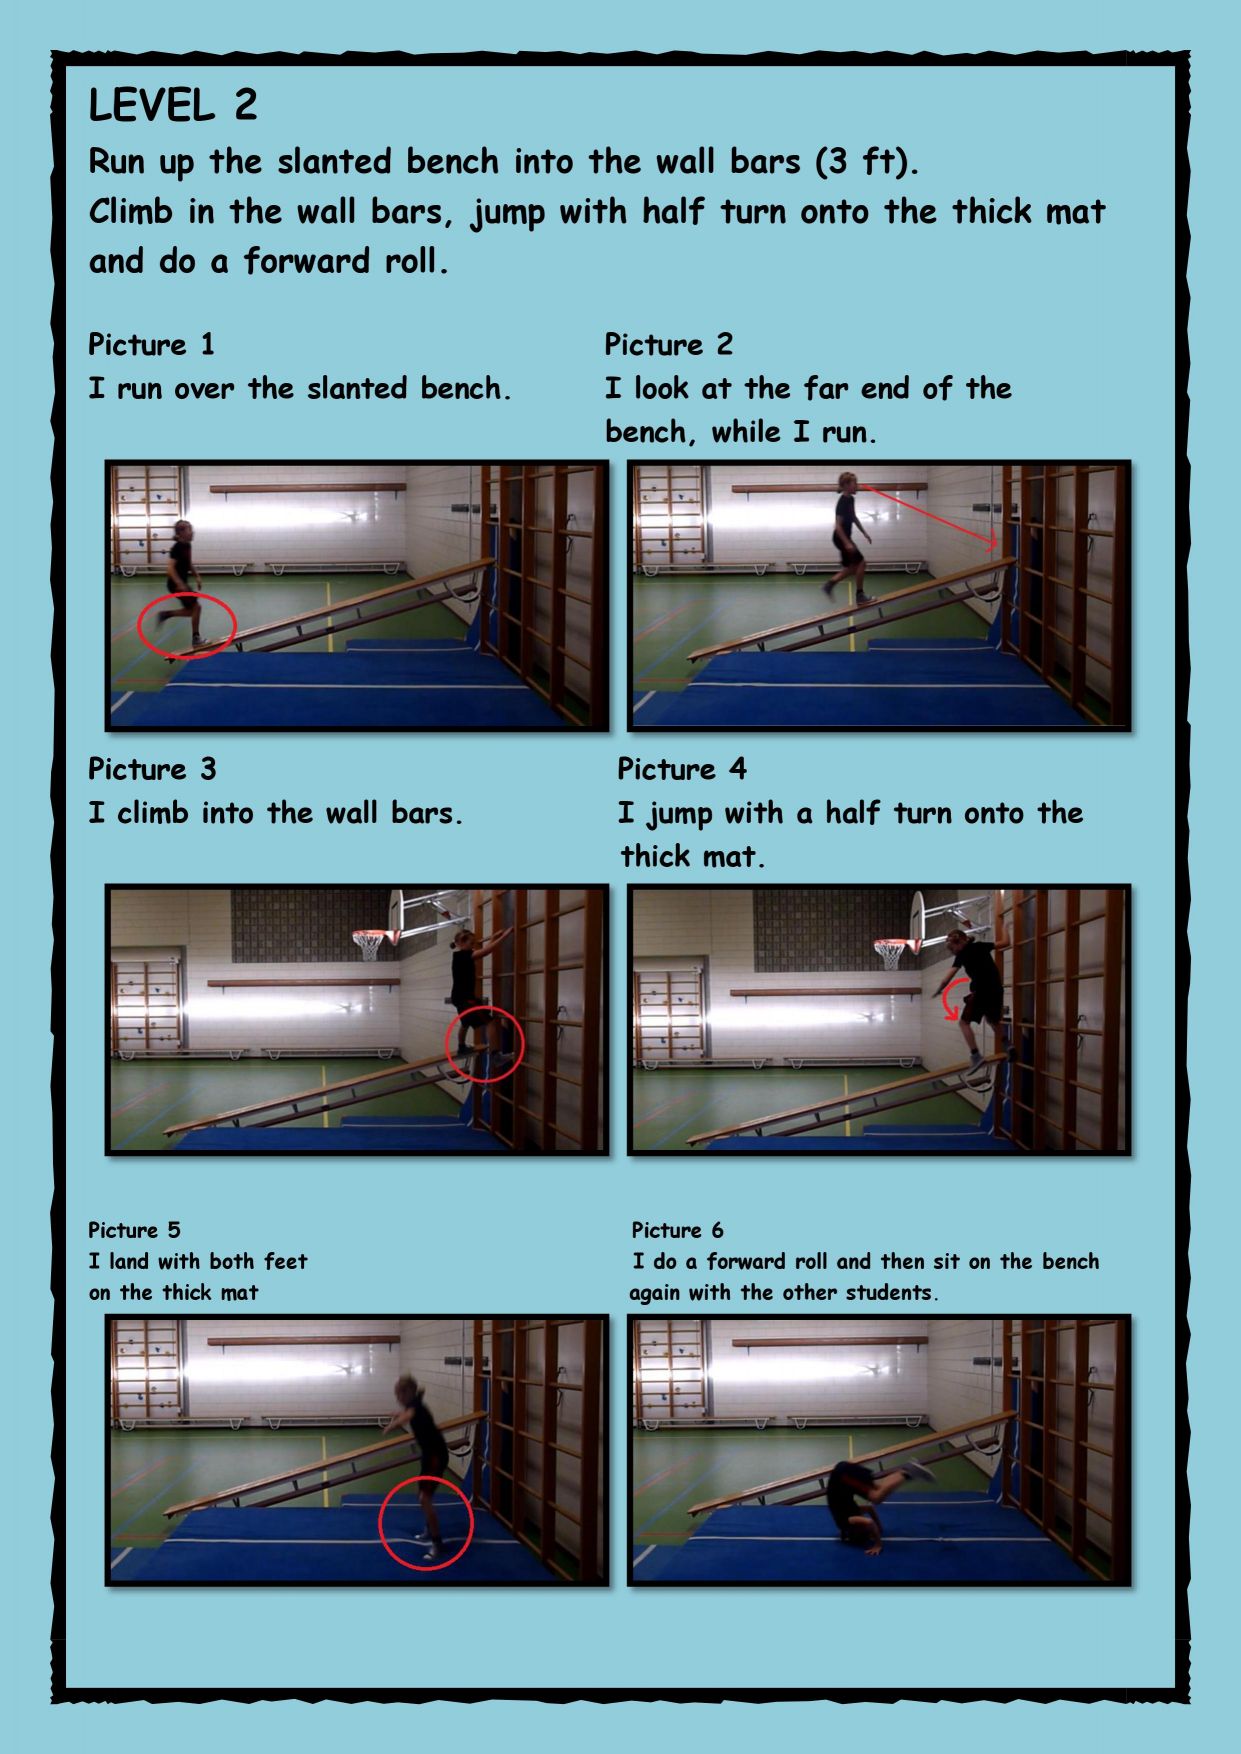 LEVEL 2
Run up the slanted bench into the wall bars (3 ft).
Climb in the wall bars, jump with half turn onto the thick mat
and do a forward roll.
Picture 1
I run over the slanted bench.
Picture 2
I look at the far end of the
bench, while I run.
Picture 3
I climb into the wall bars.
Picture 4
I jump with a half turn onto the
thick mat.
Picture 5
I land with both feet
on the thick mat
Picture 6
I do a forward roll and then sit on the bench
again with the other students.